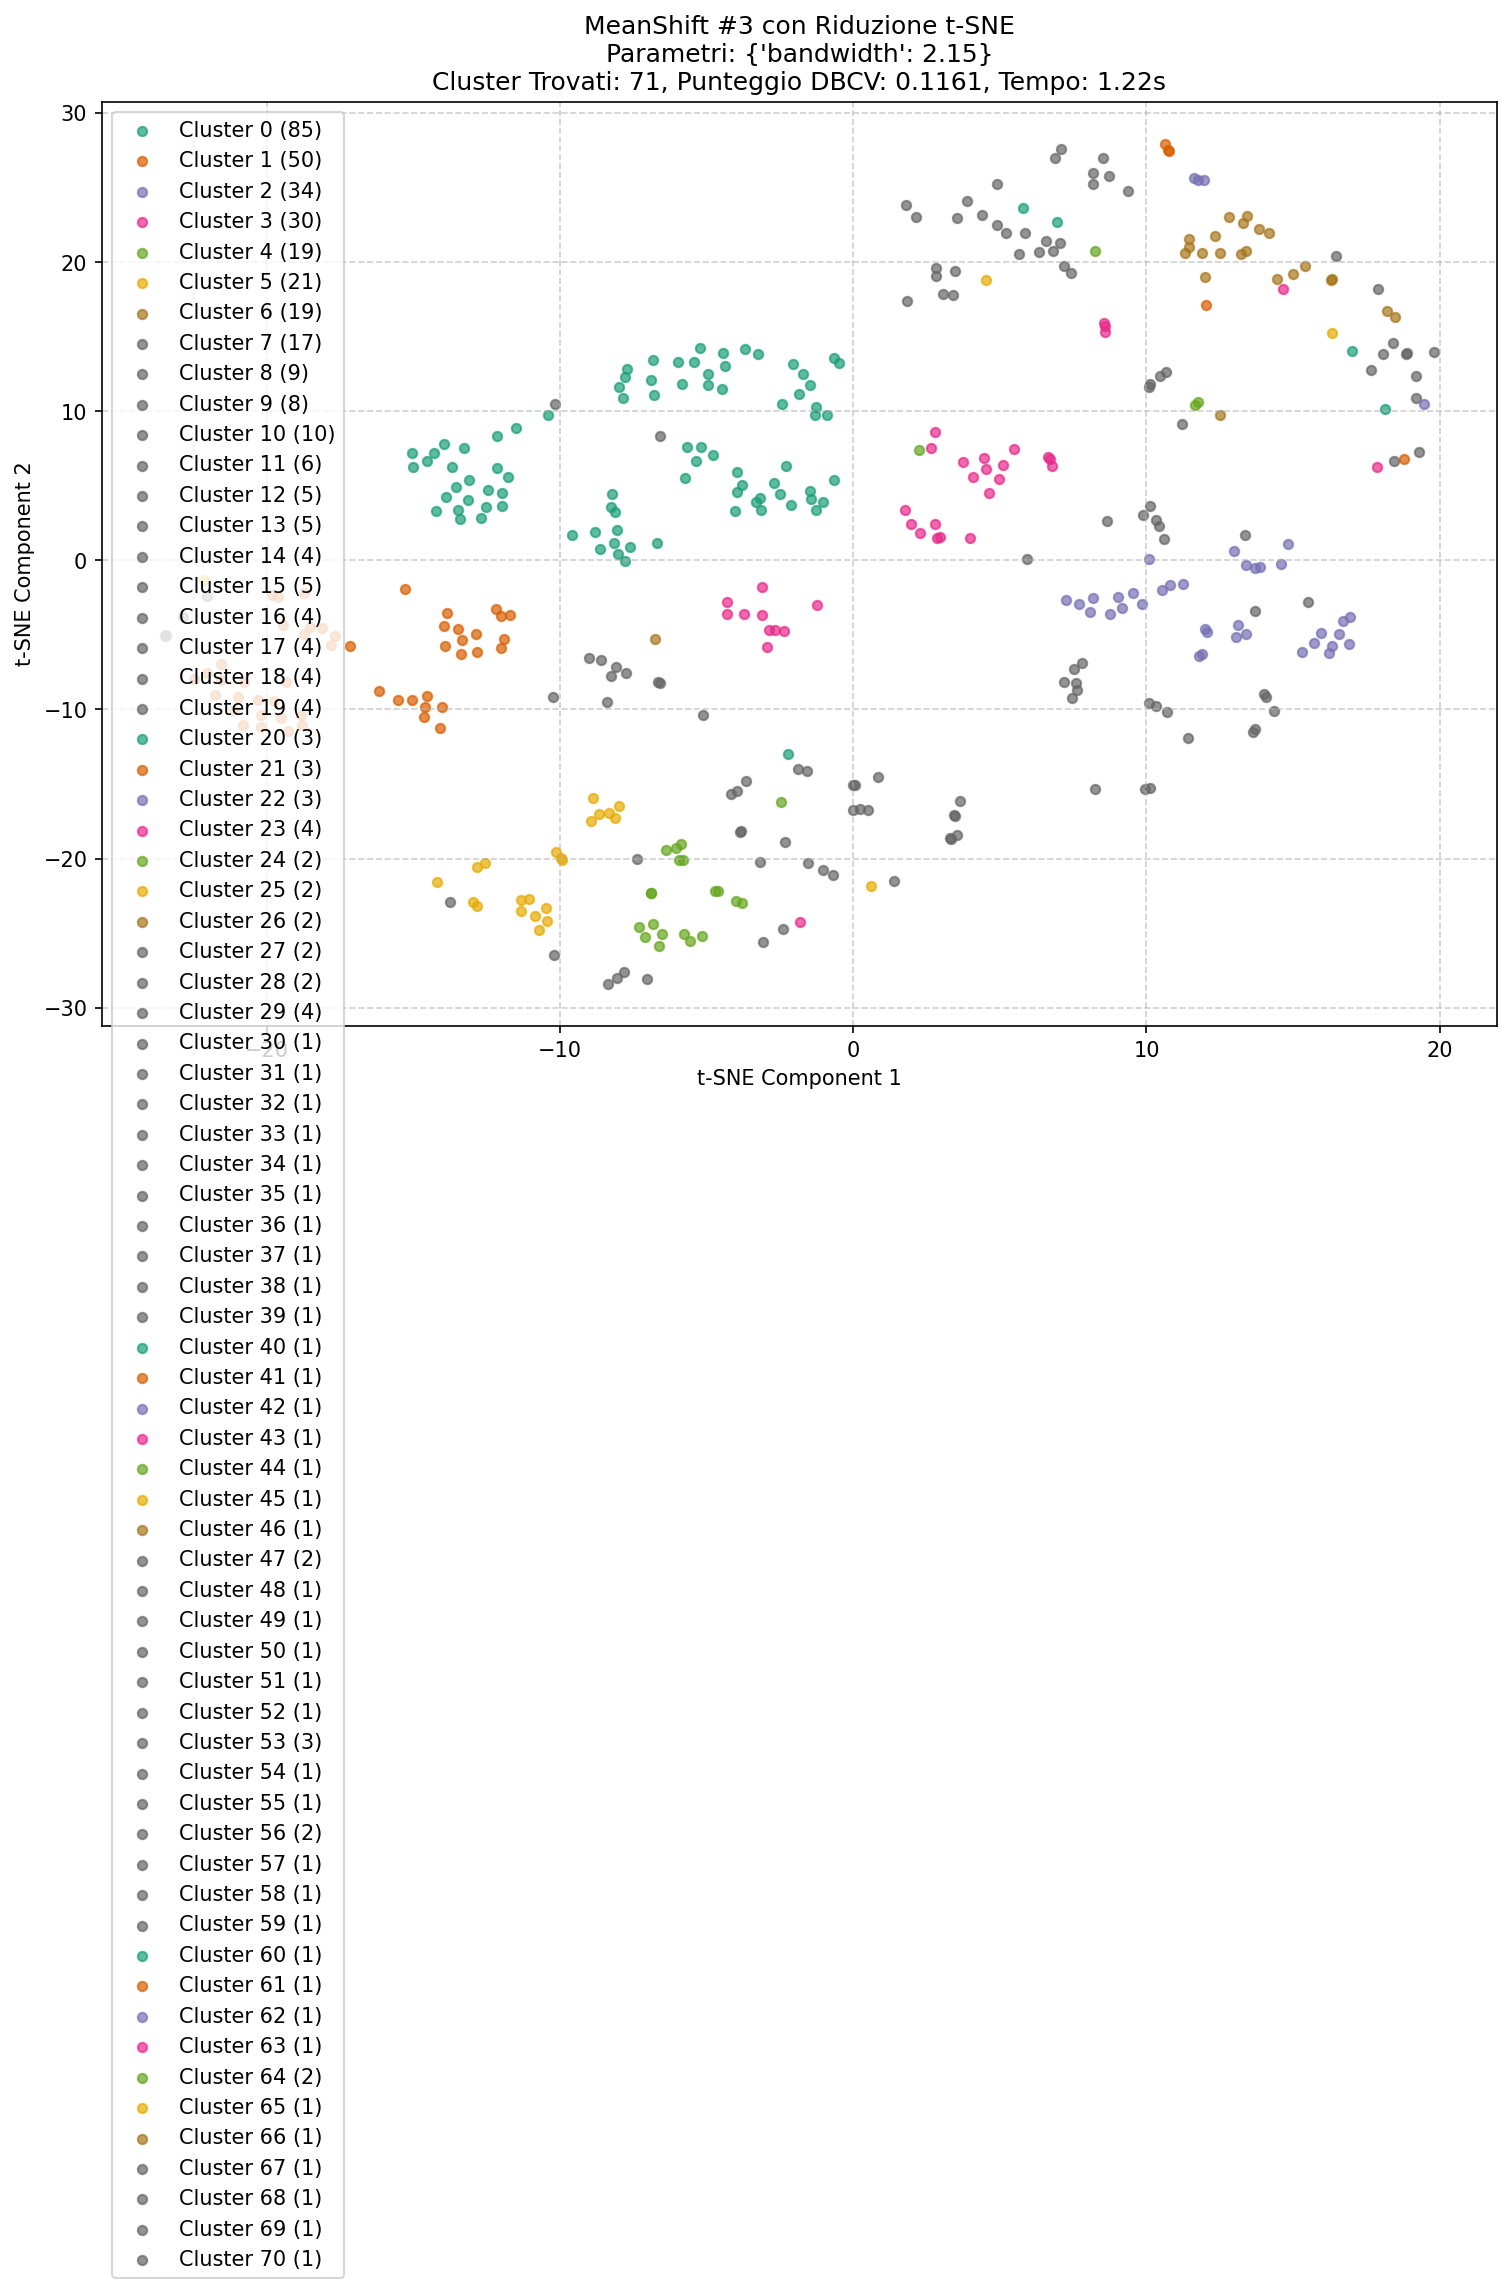 MeanShift #3 con Riduzione t-SNE
Parametri: {'bandwidth': 2.15}
Cluster Trovati: 71, Punteggio DBCV: 0.1161, Tempo: 1.22s
30
20
10
0
−10
−20
−30
t-SNE Component 2
Cluster 0 (85)
Cluster 1 (50)
Cluster 2 (34)
Cluster 3 (30)
Cluster 4 (19)
Cluster 5 (21)
Cluster 6 (19)
Cluster 7 (17)
Cluster 8 (9)
Cluster 9 (8)
Cluster 10 (10)
Cluster 11 (6)
Cluster 12 (5)
Cluster 13 (5)
Cluster 14 (4)
Cluster 15 (5)
Cluster 16 (4)
Cluster 17 (4)
Cluster 18 (4)
Cluster 19 (4)
Cluster 20 (3)
Cluster 21 (3)
Cluster 22 (3)
Cluster 23 (4)
Cluster 24 (2)
Cluster 25 (2)
Cluster 26 (2)
Cluster 27 (2)
Cluster 28 (2)
Cluster 29 (4)
Cluster 30 (1)
Cluster 31 (1)
Cluster 32 (1)
Cluster 33 (1)
Cluster 34 (1)
Cluster 35 (1)
Cluster 36 (1)
Cluster 37 (1)
Cluster 38 (1)
Cluster 39 (1)
Cluster 40 (1)
Cluster 41 (1)
Cluster 42 (1)
Cluster 43 (1)
Cluster 44 (1)
Cluster 45 (1)
Cluster 46 (1)
Cluster 47 (2)
Cluster 48 (1)
Cluster 49 (1)
Cluster 50 (1)
Cluster 51 (1)
Cluster 52 (1)
Cluster 53 (3)
Cluster 54 (1)
Cluster 55 (1)
Cluster 56 (2)
Cluster 57 (1)
Cluster 58 (1)
Cluster 59 (1)
Cluster 60 (1)
Cluster 61 (1)
Cluster 62 (1)
Cluster 63 (1)
Cluster 64 (2)
Cluster 65 (1)
Cluster 66 (1)
Cluster 67 (1)
Cluster 68 (1)
Cluster 69 (1)
Cluster 70 (1)
−20 −10 0 10 20
t-SNE Component 1